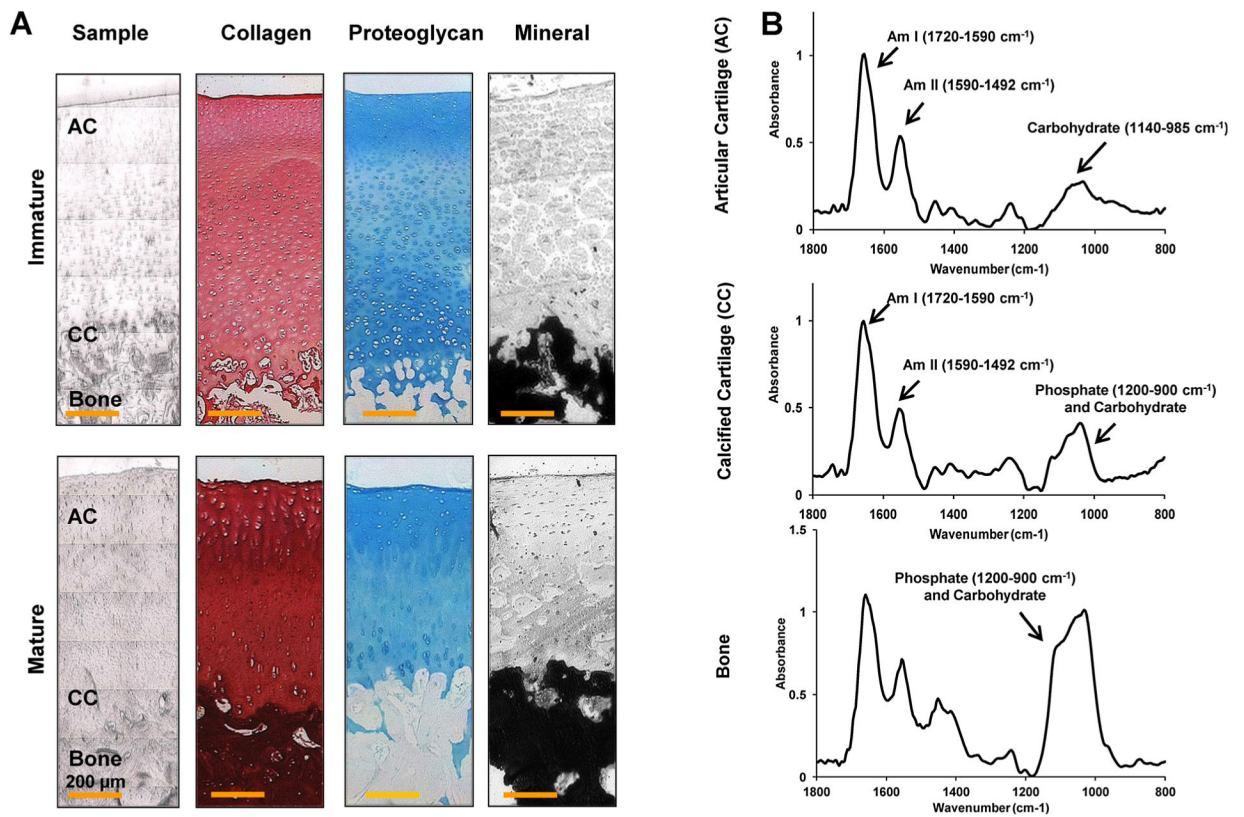 A
Sample
Collagen
Proteoglycan
Mineral
Immature
AC
CC
Bone
Mature
AC
CC
Bone
200 µm
B
Articular Cartilage (AC)
Absorbance
1
0.5
0
Am I (1720-1590 cm-1)
Am II (1590-1492 cm-1)
Carbohydrate (1140-985 cm-1)
1800 1600 1400 1200 1000 800
Wavenumber (cm-1)
Calcified Cartilage (CC)
Absorbance
1
0.5
0
Am I (1720-1590 cm-1)
Am II (1590-1492 cm-1)
Phosphate (1200-900 cm-1)
and Carbohydrate
1800 1600 1400 1200 1000 800
Wavenumber (cm-1)
Bone
Absorbance
1.5
1
0.5
0
Phosphate (1200-900 cm-1)
and Carbohydrate
1800 1600 1400 1200 1000 800
Wavenumber (cm-1)